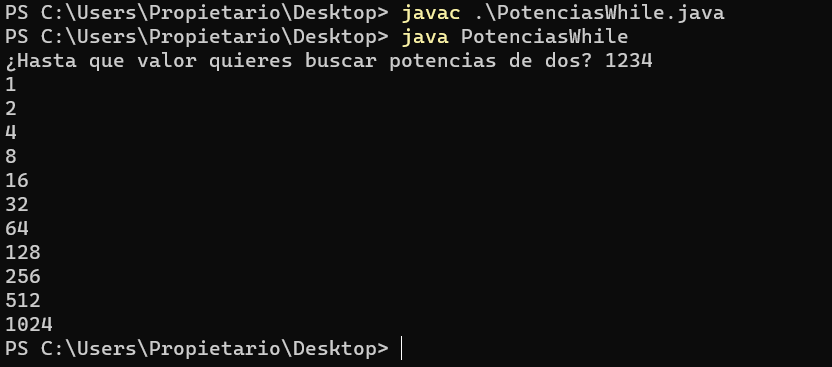 PS C:\Users\Propietario\Desktop> javac .\PotenciasWhile.java
PS C:\Users\Propietario\Desktop> java PotenciasWhile
¿Hasta que valor quieres buscar potencias de dos? 1234
1
2
4
8
16
32
64
128
256
512
1024
PS C:\Users\Propietario\Desktop>